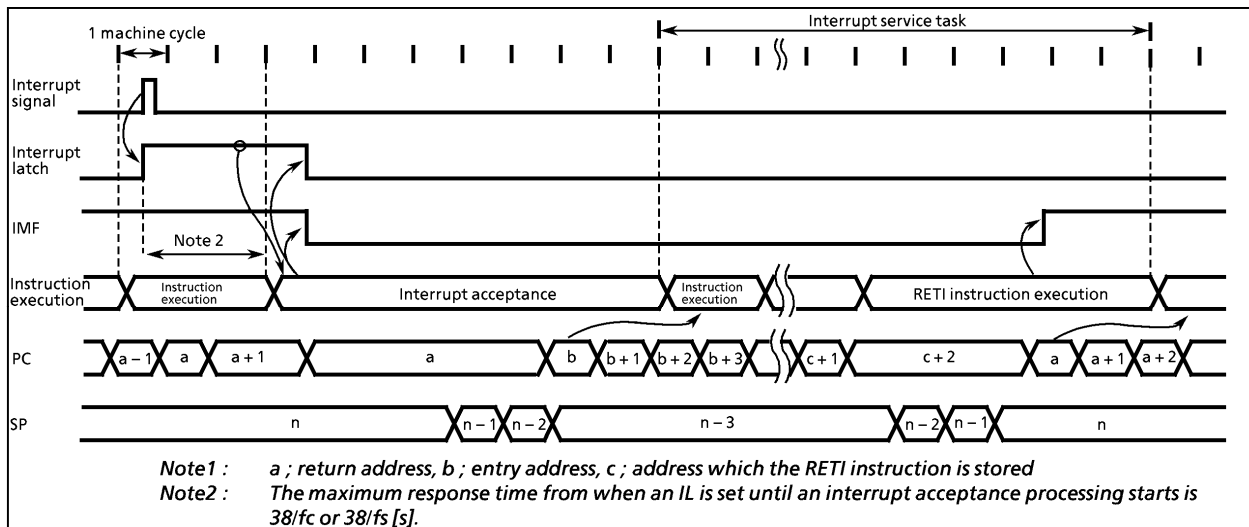 Interrupt service task
1 machine cycle
Interrupt
signal
Interrupt
latch
IMF
Note 2
Instruction
execution
Instruction
execution
Interrupt acceptance
Instruction
execution
RETI instruction execution
PC
a – 1
a
a + 1
a
b
b + 1
b + 2
b + 3
c + 1
c + 2
a
a + 1
a + 2
SP
n
n – 1
n – 2
n – 3
n – 2
n – 1
n
Note1 : a ; return address, b ; entry address, c ; address which the RETI instruction is stored
Note2 : The maximum response time from when an IL is set until an interrupt acceptance processing starts is
38/fc or 38/fs [s].